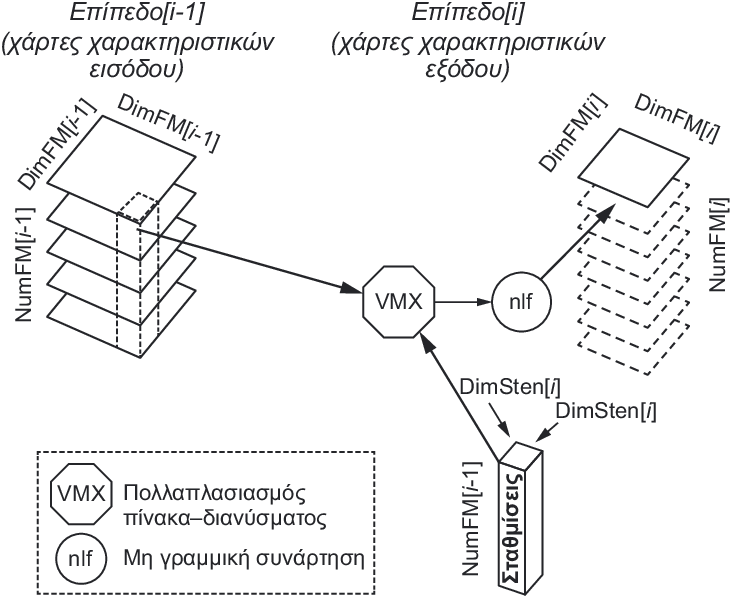 Επίπεδο[i-1]
(χάρτες χαρακτηριστικών
εισόδου)
Επίπεδο[i]
(χάρτες χαρακτηριστικών
εξόδου)
DimFM[i-1]
DimFM[i-1]
NumFM[i-1]
DimFM[i]
DimFM[i]
NumFM[i]
VMX
nlf
DimSten[i]
DimSten[i]
NumFM[i-1]
Σταθμίσεις
VMX
Πολλαπλασιασμός
πίνακα–διανύσματος
nlf
Μη γραμμική συνάρτηση